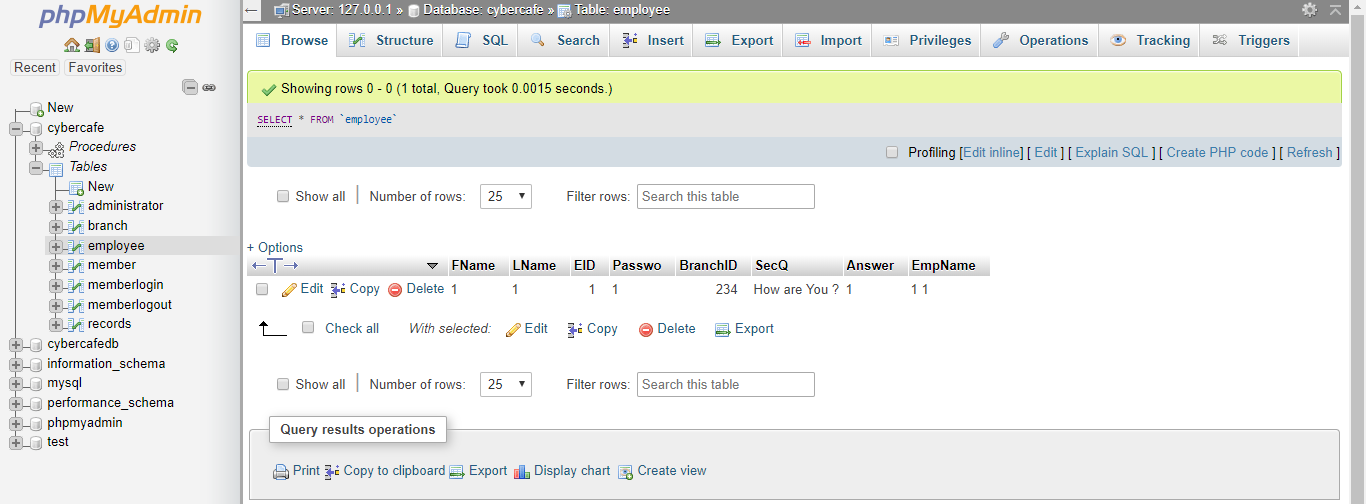 phpMyAdmin
Recent Favorites
New
cybercafe
Procedures
Tables
New
administrator
branch
employee
member
memberlogin
memberlogout
records
cybercafedb
information_schema
mysql
performance_schema
phpmyadmin
test
Server: 127.0.0.1 » Database: cybercafe » Table: employee
Browse Structure SQL Search Insert Export Import Privileges Operations Tracking Triggers
Showing rows 0 - 0 (1 total, Query took 0.0015 seconds.)
SELECT * FROM `employee`
Profiling [Edit inline] [ Edit ] [ Explain SQL ] [ Create PHP code ] [ Refresh ]
Show all | Number of rows: 25 Filter rows: Search this table
+ Options
FName LName EID Passwo BranchID SecQ Answer EmpName
Edit Copy Delete 1 1 1 1 234 How are You ? 1 1 1
Check all With selected: Edit Copy Delete Export
Show all | Number of rows: 25 Filter rows: Search this table
Query results operations
Print Copy to clipboard Export Display chart Create view